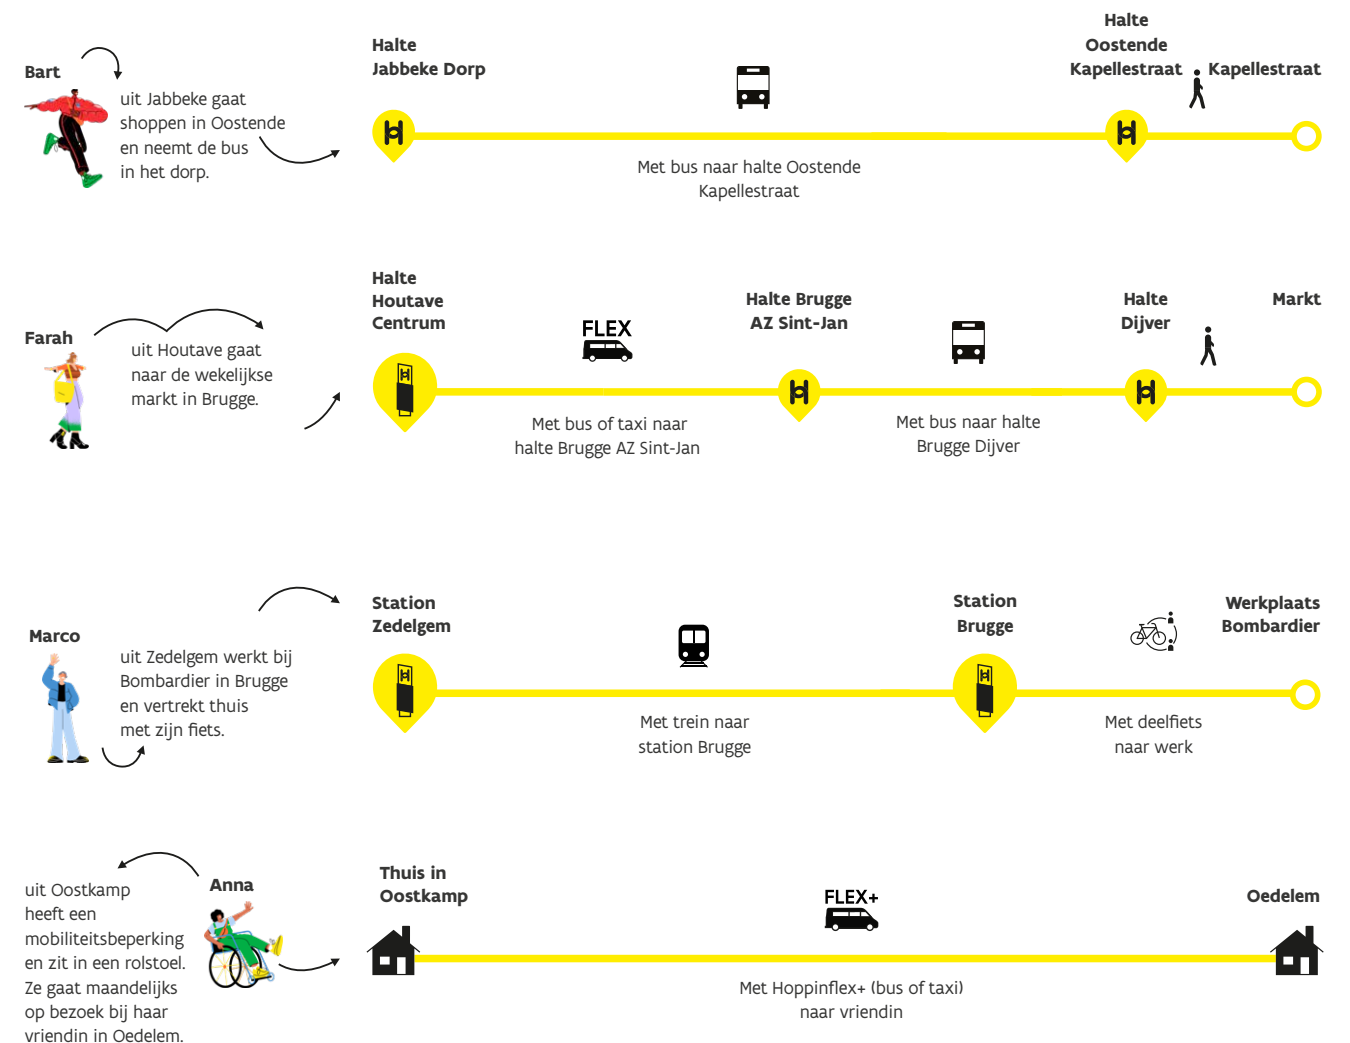 Bart
uit Jabbeke gaat
shoppen in Oostende
en neemt de bus
in het dorp.
Halte
Jabbeke Dorp
Met bus naar halte Oostende
Kapellestraat
Halte
Oostende
Kapellestraat
Kapellestraat
Farah
uit Houtave gaat
naar de wekelijkse
markt in Brugge.
Halte
Houtave
Centrum
FLEX
Met bus of taxi naar
halte Brugge AZ Sint-Jan
Halte Brugge
AZ Sint-Jan
Met bus naar halte
Brugge Dijver
Halte
Dijver
Markt
Marco
uit Zedelgem werkt bij
Bombardier in Brugge
en vertrekt thuis
met zijn fiets.
Station
Zedelgem
Met trein naar
station Brugge
Station
Brugge
Met deelfiets
naar werk
Werkplaats
Bombardier
Anna
uit Oostkamp
heeft een
mobiliteitsbeperking
en zit in een rolstoel.
Ze gaat maandelijks
op bezoek bij haar
vriendin in Oedelem.
Thuis in
Oostkamp
FLEX+
Met Hoppinflex+ (bus of taxi)
naar vriendin
Oedelem